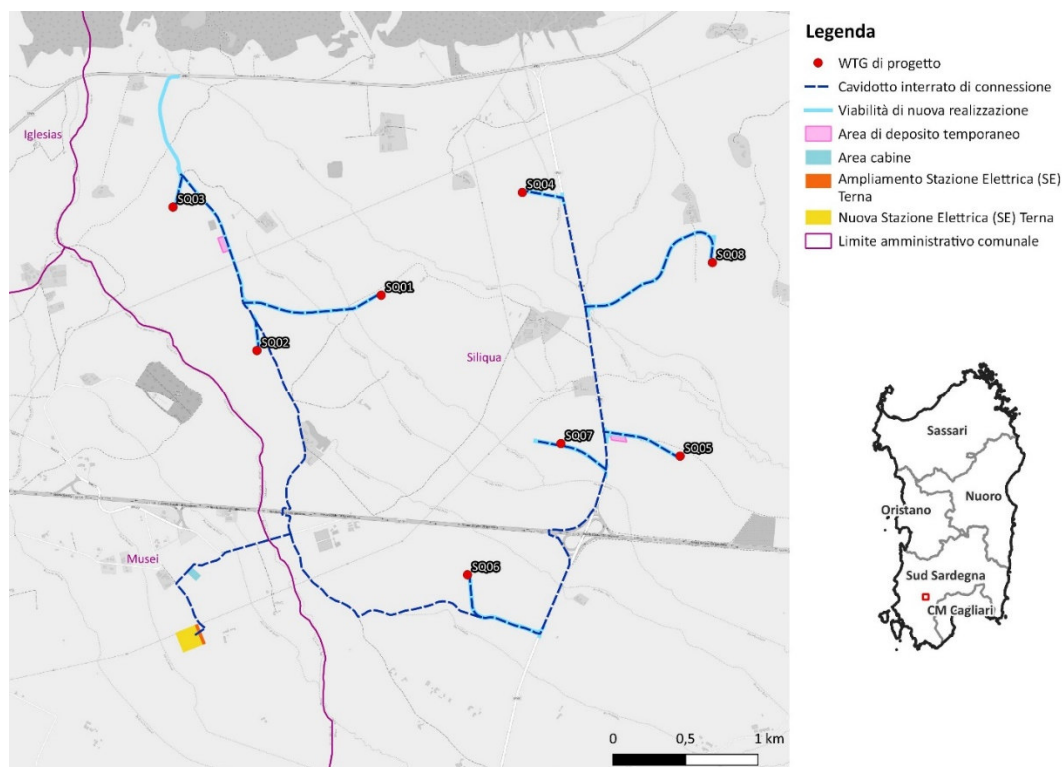 Iglesias
SQ03
SQ04
SQ08
SQ01
SQ02
Siliqua
SQ07
SQ05
SQ06
Musei
0 0,5 1 km
Legenda
WTG di progetto
Cavidotto interrato di connessione
Viabilità di nuova realizzazione
Area di deposito temporaneo
Area cabine
Ampliamento Stazione Elettrica (SE)
Terna
Nuova Stazione Elettrica (SE) Terna
Limite amministrativo comunale
Sassari
Nuoro
Oristano
Sud Sardegna
CM Cagliari